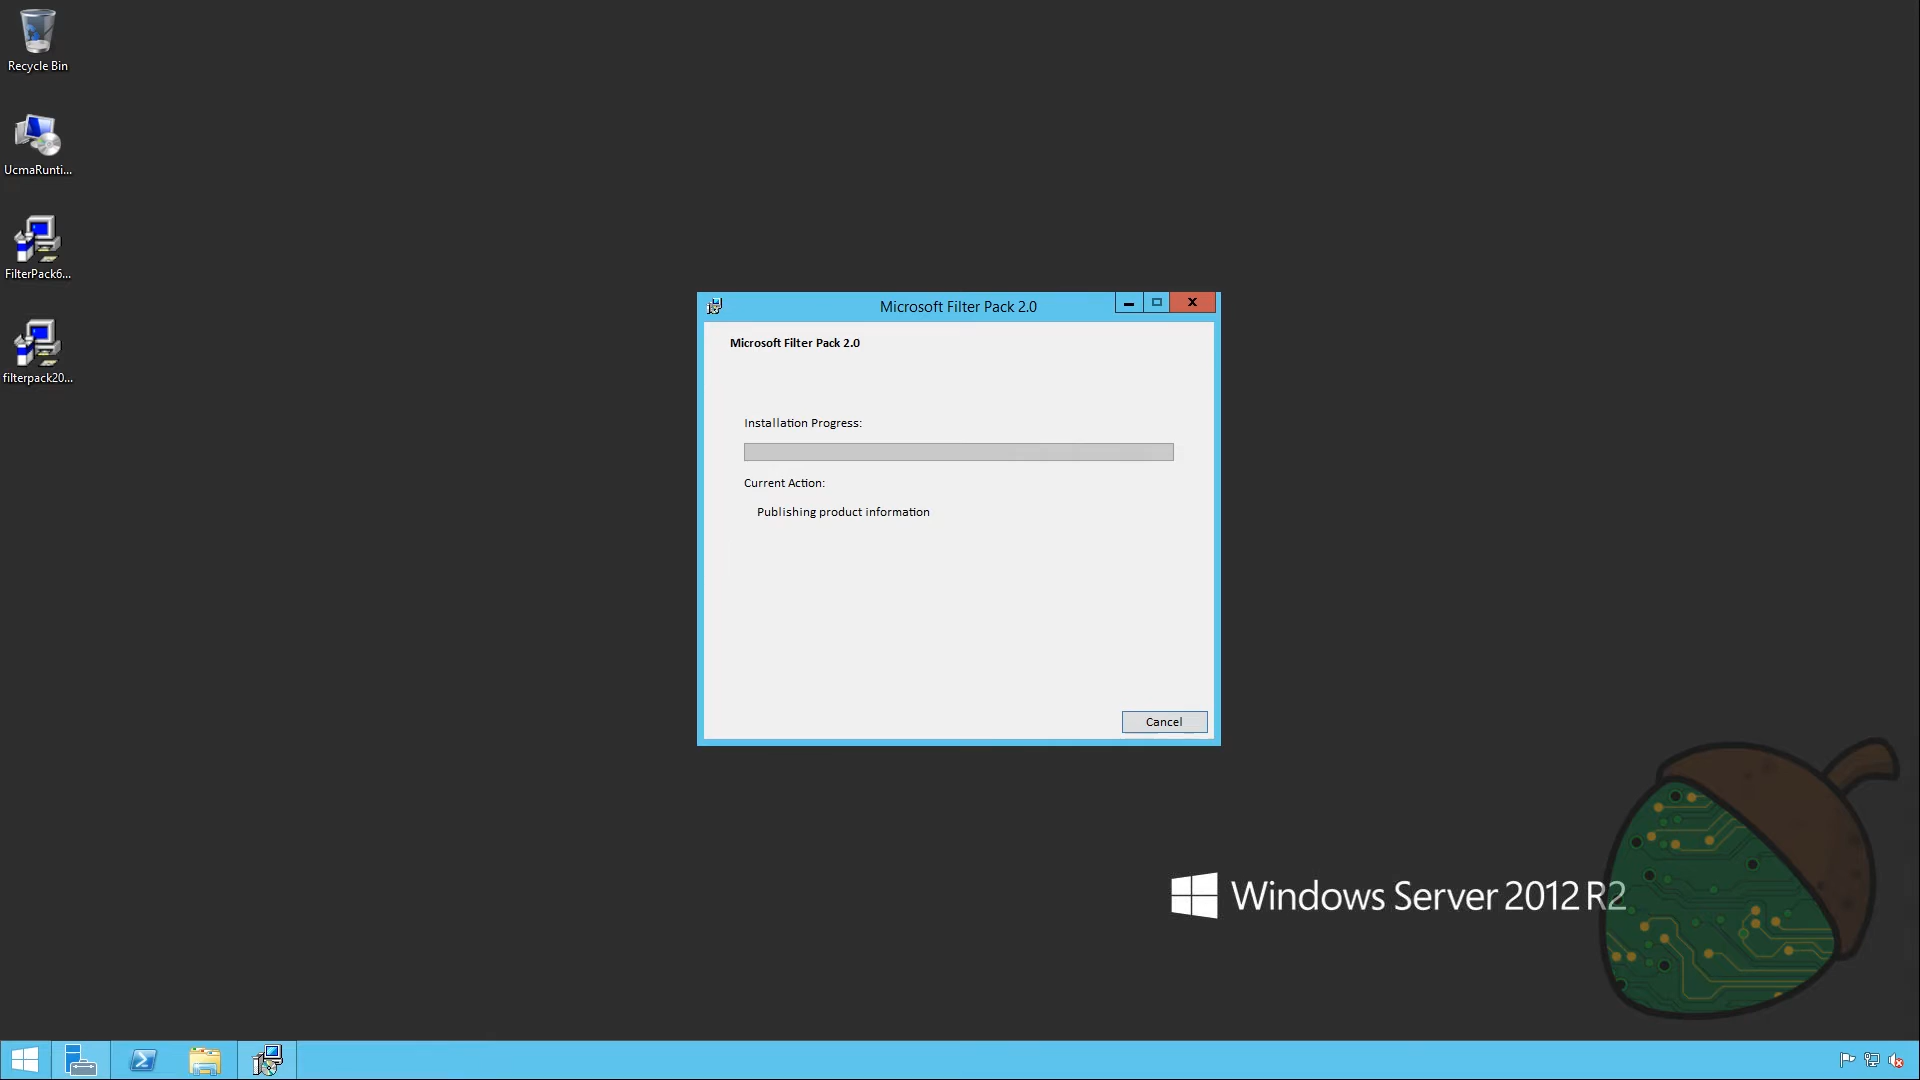 Recycle Bin
UcmaRunti...
FilterPack6...
filterpack20...
Microsoft Filter Pack 2.0
Microsoft Filter Pack 2.0
Installation Progress:
Current Action:
Publishing product information
Cancel
Windows Server 2012 R2